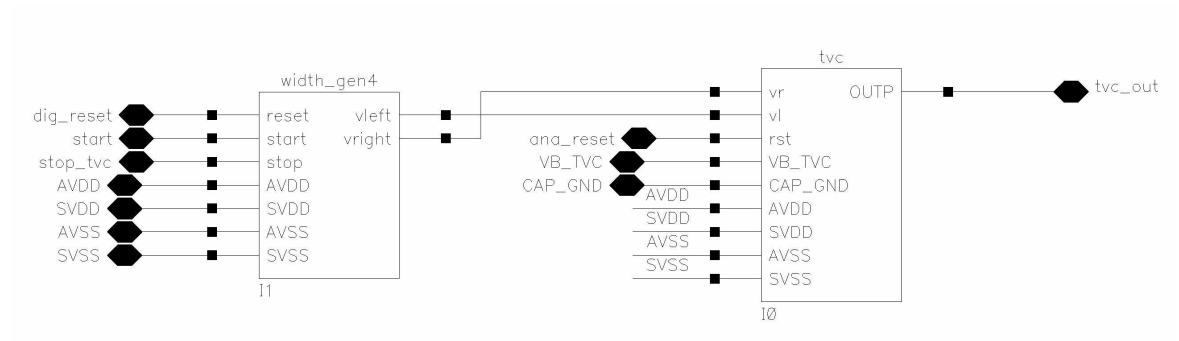 width_gen4
dig_reset reset vleft
start start vright
stop_tvc stop
AVDD AVDD
SVDD SVDD
AVSS AVSS
SVSS SVSS
I1
tvc
vr OUTP tvc_out
vl
ana_reset rst
VB_TVC VB_TVC
CAP_GND CAP_GND
AVDD AVDD
SVDD SVDD
AVSS AVSS
SVSS SVSS
I0